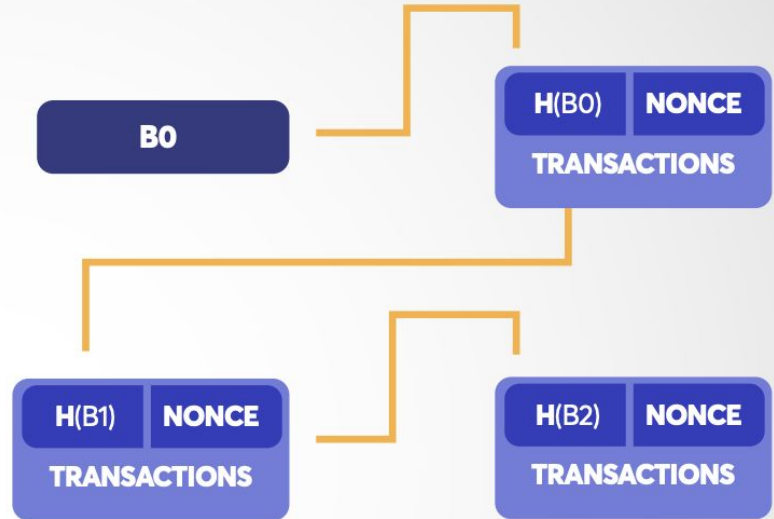 B0
H(B0) NONCE
TRANSACTIONS
H(B1) NONCE
TRANSACTIONS
H(B2) NONCE
TRANSACTIONS